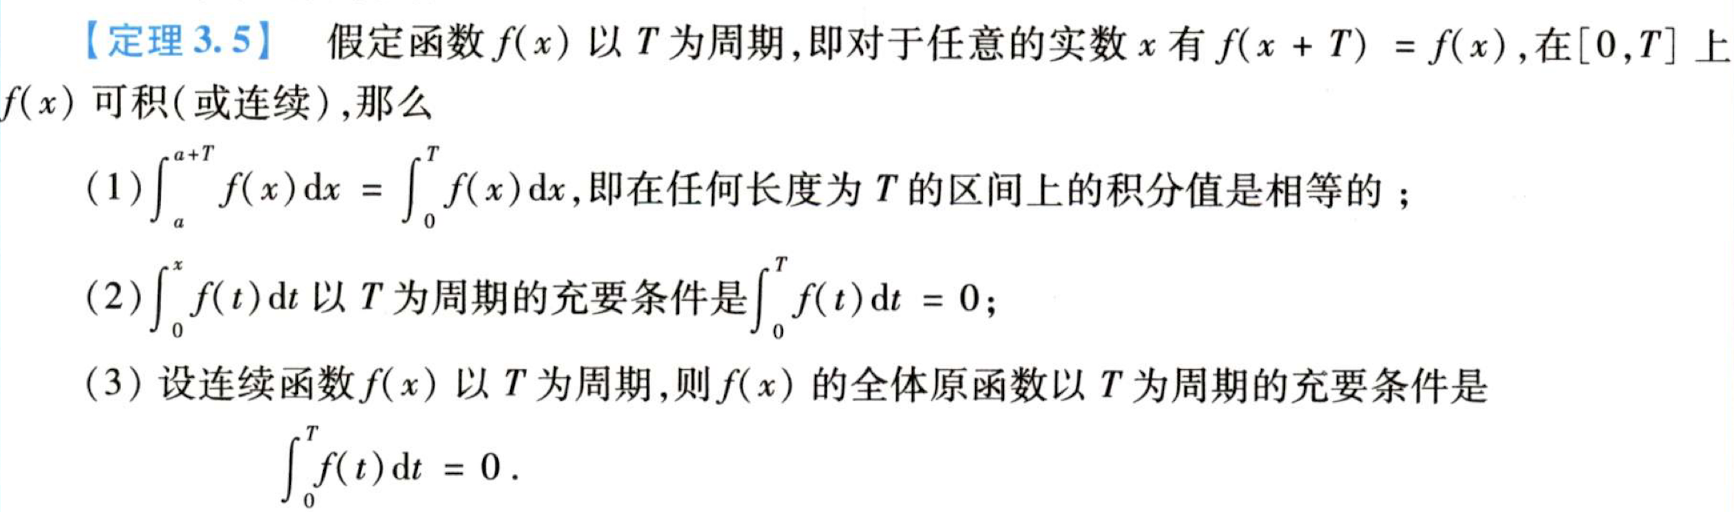 【定理3.5】 假定函数 f(x) 以 T 为周期,即对于任意的实数 x 有 f(x + T) = f(x),在[0,T] 上
f(x) 可积(或连续),那么
(1)∫_a^{a+T} f(x)dx = ∫_0^T f(x)dx,即在任何长度为 T 的区间上的积分值是相等的 ;
(2)∫_0^x f(t)dt 以 T 为周期的充要条件是∫_0^T f(t)dt = 0;
(3) 设连续函数 f(x) 以 T 为周期,则 f(x) 的全体原函数以 T 为周期的充要条件是
∫_0^T f(t)dt = 0 .